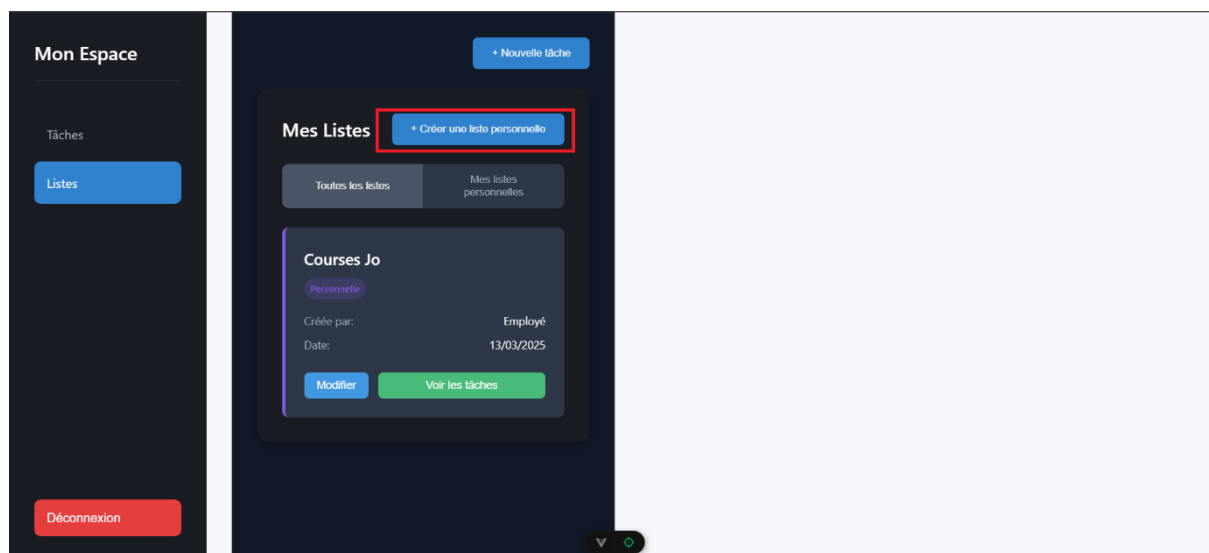 Mon Espace
Tâches
Listes
Déconnexion
+ Nouvelle tâche
Mes Listes
+ Créer une liste personnelle
Toutes les listes
Mes listes
personnelles
Courses Jo
Personnelle
Créée par: Employé
Date: 13/03/2025
Modifier
Voir les tâches